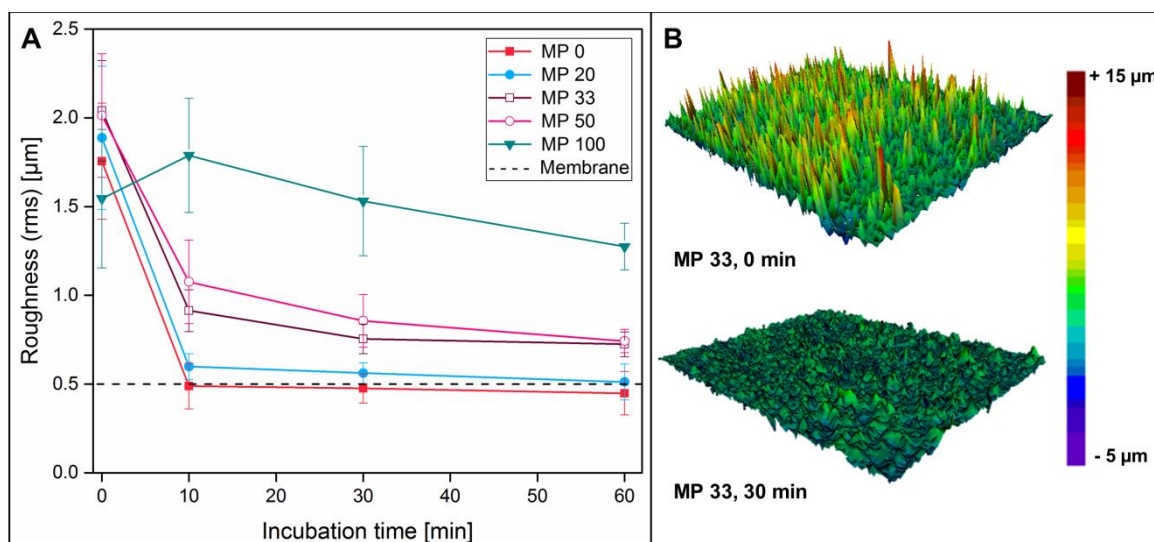 A
Roughness (rms) [µm]
2.5
2.0
1.5
1.0
0.5
0.0
MP 0
MP 20
MP 33
MP 50
MP 100
Membrane
0 10 20 30 40 50 60
Incubation time [min]
B
+ 15 µm
MP 33, 0 min
- 5 µm
MP 33, 30 min